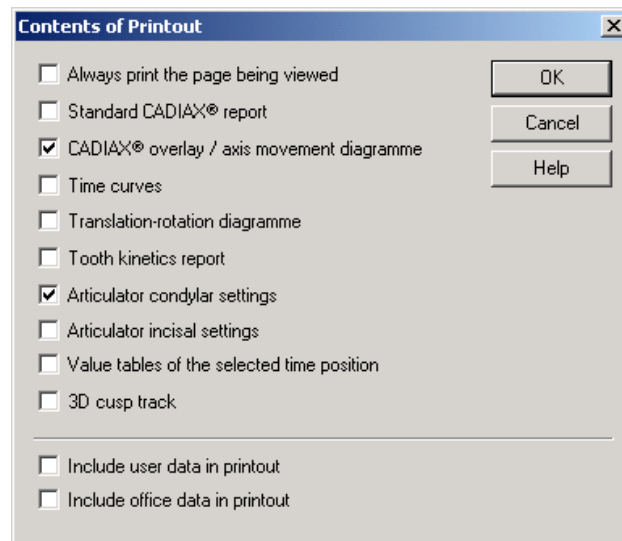 Contents of Printout
Always print the page being viewed
OK
Standard CADIAX® report
Cancel
CADIAX® overlay / axis movement diagramme
Help
Time curves
Translation-rotation diagramme
Tooth kinetics report
Articulator condylar settings
Articulator incisal settings
Value tables of the selected time position
3D cusp track
Include user data in printout
Include office data in printout